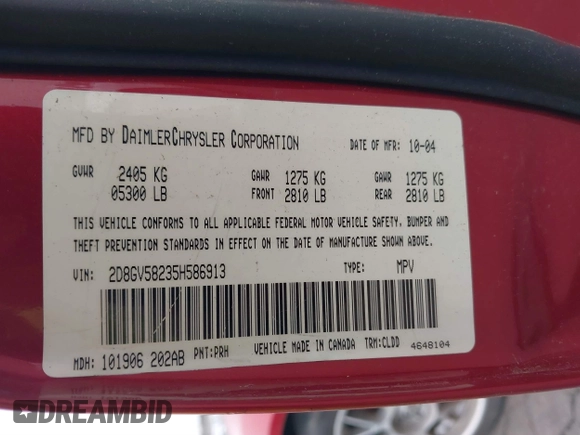 MFD BY DAIMLERCHRYSLER CORPORATION DATE OF MFR: 10-04
GVWR 2405 KG GAWR 1275 KG GAWR 1275 KG
05300 LB FRONT 2810 LB REAR 2810 LB
THIS VEHICLE CONFORMS TO ALL APPLICABLE FEDERAL MOTOR VEHICLE SAFETY, BUMPER AND
THEFT PREVENTION STANDARDS IN EFFECT ON THE DATE OF MANUFACTURE SHOWN ABOVE.
VIN: 2D8GV58235H586913 TYPE: MPV
MDH: 101906 202AB PNT:PRH VEHICLE MADE IN CANADA TRM:CLDD 4648104
DREAMBID